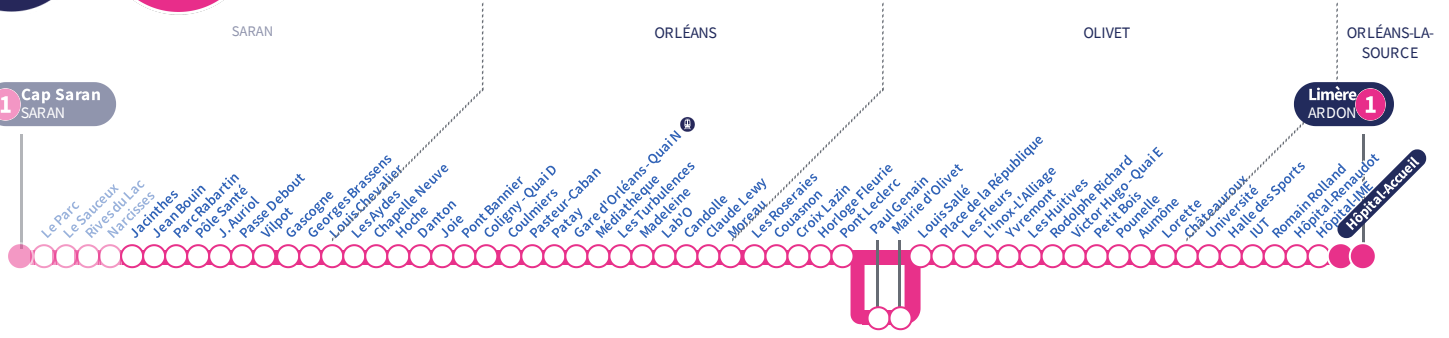 SARAN
ORLÉANS
OLIVET
ORLÉANS-LA-
SOURCE
1
Cap Saran
SARAN
Limère
ARDON
1
Le Parc
Le Sauceux
Rives du Lac
Narcisses
Jacinthes
Jean Bouin
Parc Rabartin
Pôle Santé
J. Auriol
Passe Debout
Vilpot
Gascogne
Georges Brassens
Louis Chevalier
Les Aydes
Chapelle Neuve
Hoche
Danton
Joie
Pont Bannier
Coligny - Quai D
Coulmiers
Pasteur-Caban
Patay
Gare d'Orléans - Quai N
Médiathèque
Les Turbulences
Madeleine
Lab'O
Candolle
Claude Lewy
Moreau
Les Roseraies
Couasnon
Croix Lazin
Horloge Fleurie
Pont Leclerc
Paul Genain
Mairie d'Olivet
Louis Sallé
Place de la République
Les Fleurs
L'Inox - L'Alliage
Yvremont
Les Huitives
Rodolphe Richard
Victor Hugo - Quai E
Petit Bois
Pounelle
Aumône
Lorette
Châteauroux
Université
Halle des Sports
IUT
Romain Rolland
Hôpital-Renaudot
Hôpital-IME
Hôpital-Accueil